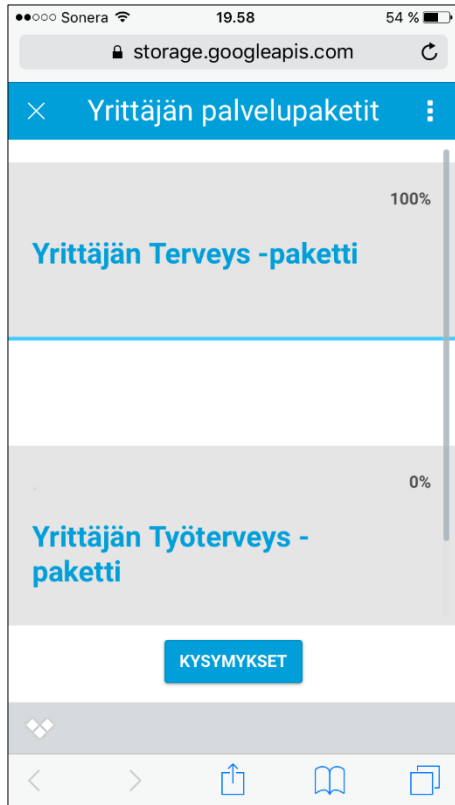 Sonera 19.58 54 %
storage.googleapis.com
Yrittäjän palvelupaketit
100%
Yrittäjän Terveys -paketti
0%
Yrittäjän Työterveys -
paketti
KYSYMYKSET